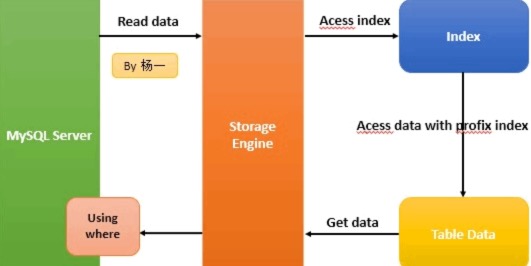 Read data
Acess index
Index
By 杨一
MySQL Server
Storage
Engine
Acess data with profix index
Using
where
Get data
Table Data